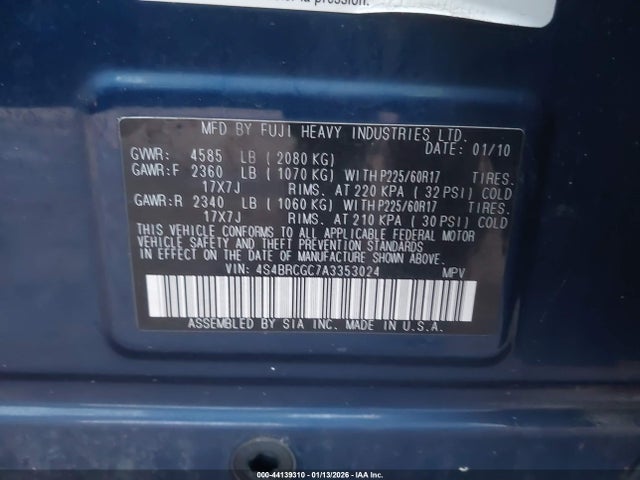 la pression.
MFD BY FUJI HEAVY INDUSTRIES LTD.
DATE: 01/10
GVWR: 4585 LB ( 2080 KG)
GAWR:F 2360 LB ( 1070 KG) WITH P225/60R17 TIRES.
17X7J RIMS. AT 220 KPA ( 32 PSI) COLD
GAWR:R 2340 LB ( 1060 KG) WITH P225/60R17 TIRES.
17X7J RIMS. AT 210 KPA ( 30 PSI) COLD
THIS VEHICLE CONFORMS TO ALL APPLICABLE FEDERAL MOTOR
VEHICLE SAFETY AND THEFT PREVENTION STANDARDS
IN EFFECT ON THE DATE OF MANUFACTURE SHOWN ABOVE.
VIN: 4S4BRCGC7A3353024 MPV
ASSEMBLED BY SIA INC. MADE IN U.S.A.
000-44139310 | 01/13/2026 - © IAA Inc.